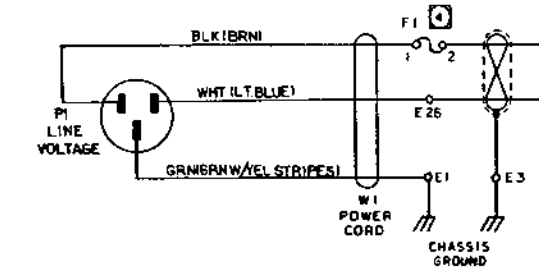 F1 4
BLK(BRN)
1 2
WHT (LT.BLUE)
P1
LINE
VOLTAGE
E26
GRN(GRN W/YEL STRIPES)
E1
E3
W1
POWER
CORD
CHASSIS
GROUND